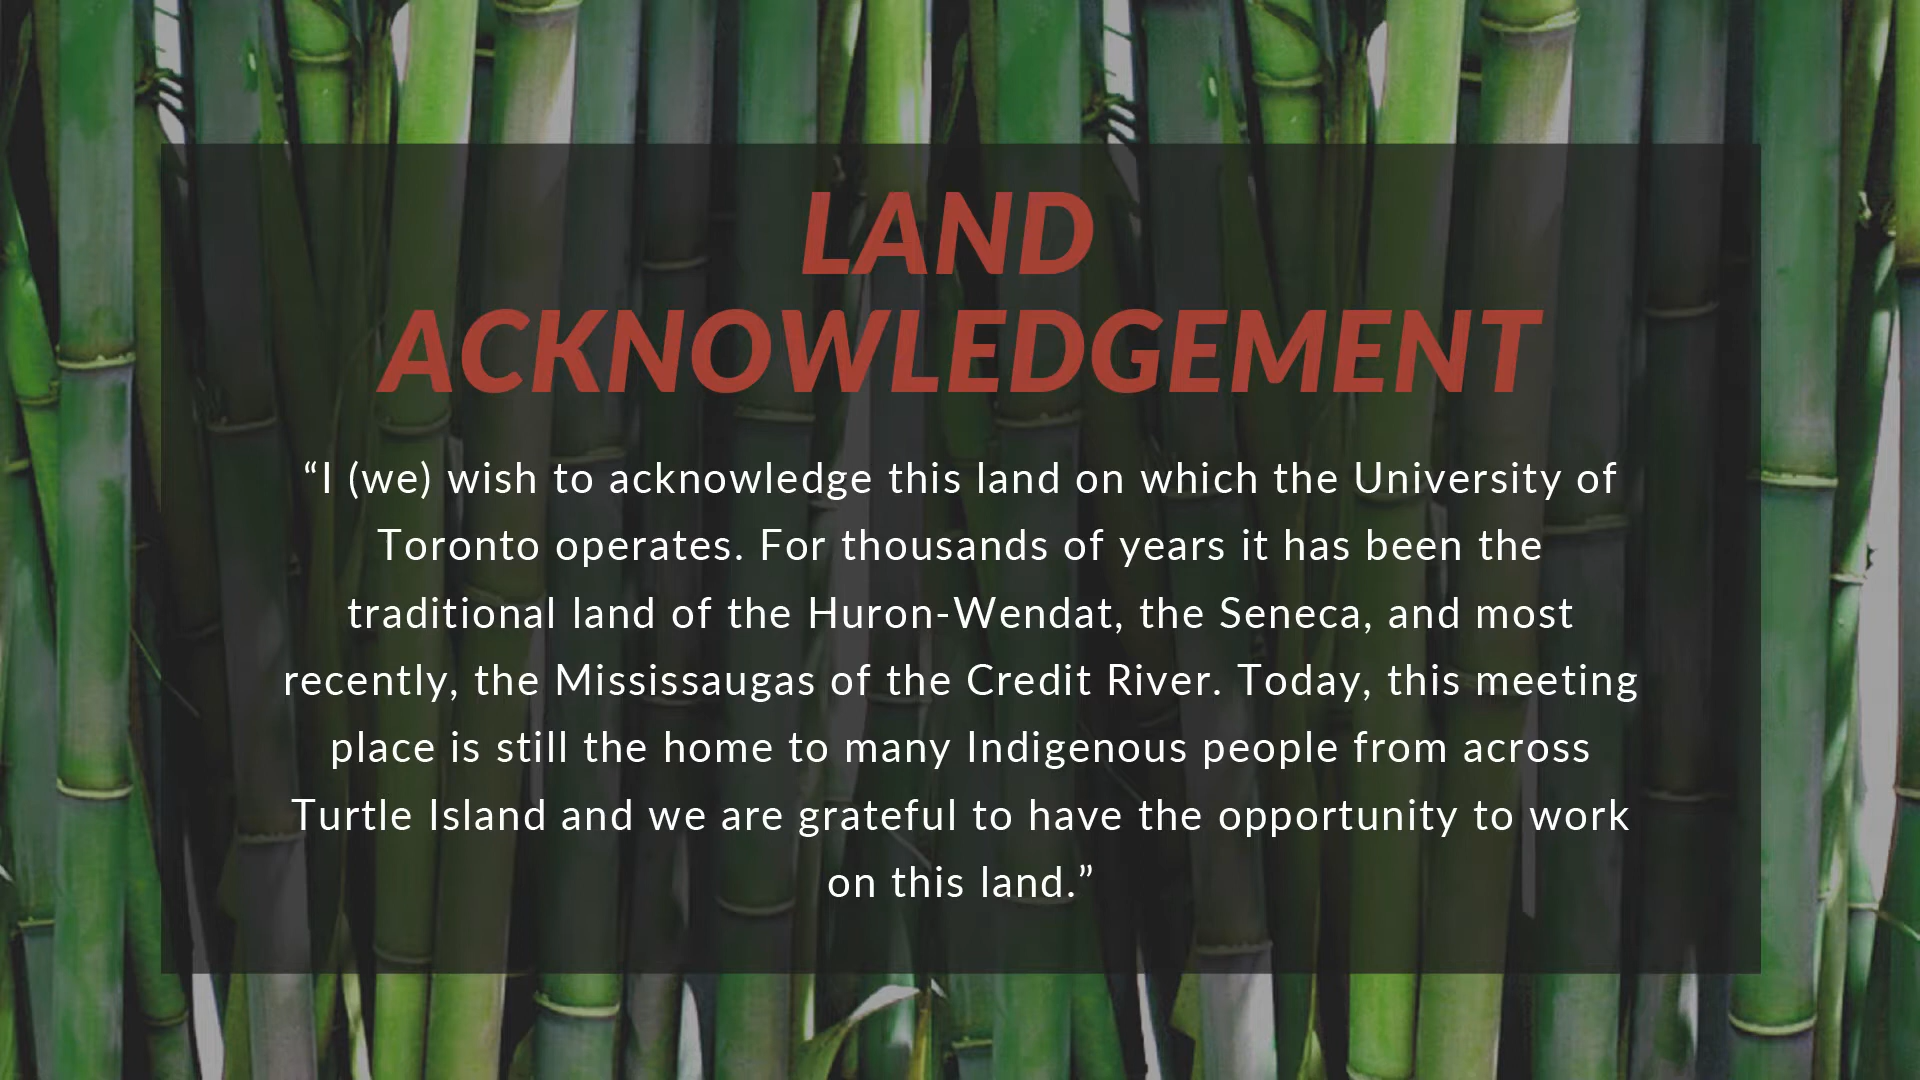 LAND
ACKNOWLEDGEMENT
“I (we) wish to acknowledge this land on which the University of
Toronto operates. For thousands of years it has been the
traditional land of the Huron-Wendat, the Seneca, and most
recently, the Mississaugas of the Credit River. Today, this meeting
place is still the home to many Indigenous people from across
Turtle Island and we are grateful to have the opportunity to work
on this land.”